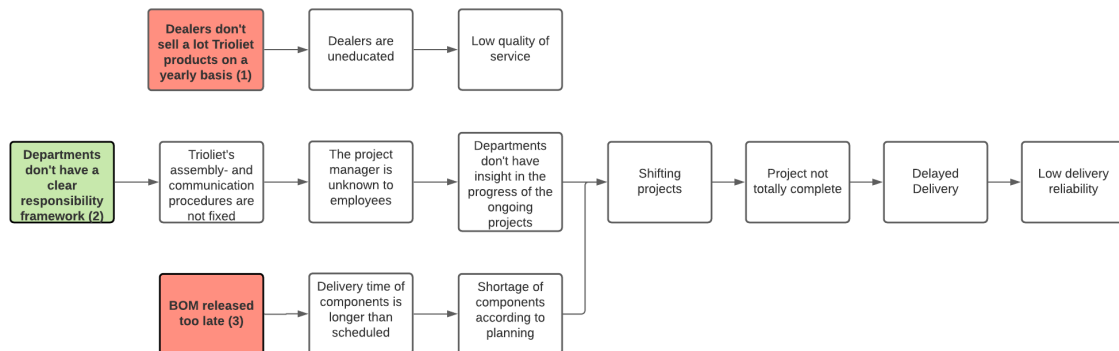 Dealers don't
sell a lot Trioliet
products on a
yearly basis (1)
Dealers are
uneducated
Low quality of
service
Departments
don't have a
clear
responsibility
framework (2)
Trioliet's
assembly- and
communication
procedures are
not fixed
The project
manager is
unknown to
employees
Departments
don't have
insight in the
progress of the
ongoing
projects
Shifting
projects
Project not
totally complete
Delayed
Delivery
Low delivery
reliability
BOM released
too late (3)
Delivery time of
components is
longer than
scheduled
Shortage of
components
according to
planning